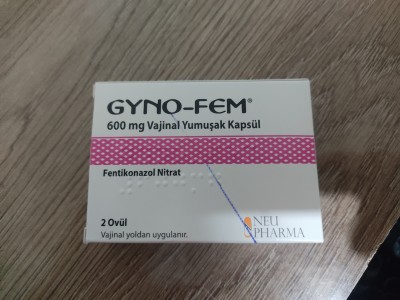 GYNO-FEM®
600 mg Vajinal Yumuşak Kapsül
Fentikonazol Nitrat
2 Ovül
Vajinal yoldan uygulanır.
NEU
PHARMA